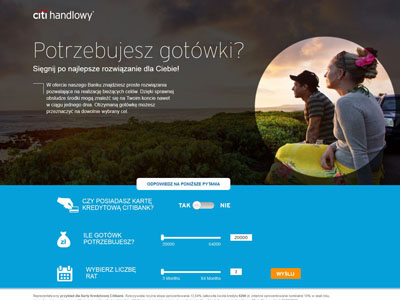 citi handlowy
Potrzebujesz gotówki?
Sięgnij po najlepsze rozwiązanie dla Ciebie!
W ofercie naszego Banku znajdziesz proste rozwiązania
pozwalające na realizację bieżących celów. Dzięki sprawnej
obsłudze środki mogą znaleźć się na Twoim koncie nawet
w ciągu jednego dnia. Otrzymaną gotówkę możesz
przeznaczyć na dowolnie wybrany cel.
ODPOWIEDZ NA PONIŻSZE PYTANIA
CZY POSIADASZ KARTĘ
KREDYTOWĄ CITIBANK?
TAK NIE
ILE GOTÓWK
POTRZEBUJESZ?
20000
WYBIERZ LICZBĘ
RAT
3
WYŚLIJ